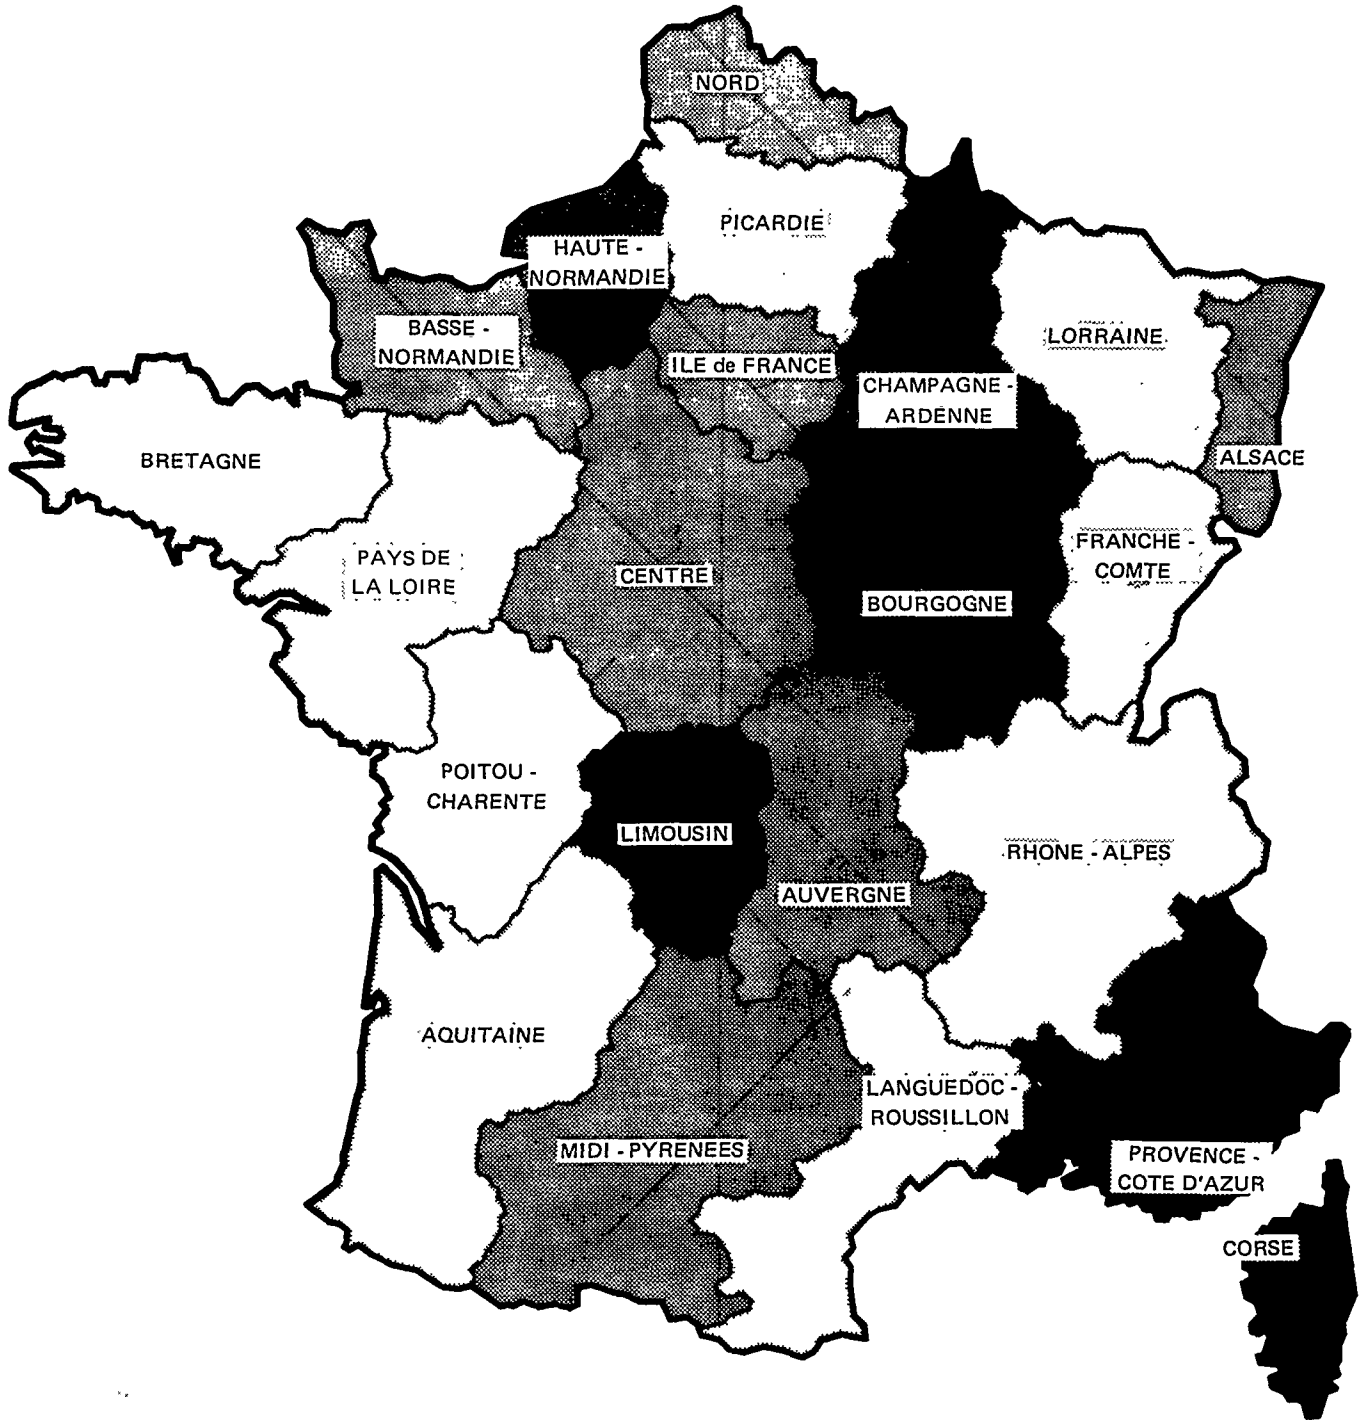 NORD
PICARDIE
HAUTE -
NORMANDIE
BASSE -
NORMANDIE
ILE de FRANCE
LORRAINE
CHAMPAGNE -
ARDENNE
ALSACE
BRETAGNE
PAYS DE
LA LOIRE
CENTRE
FRANCHE -
COMTE
BOURGOGNE
POITOU -
CHARENTE
LIMOUSIN
RHONE - ALPES
AUVERGNE
AQUITAINE
LANGUEDOC -
ROUSSILLON
MIDI - PYRENEES
PROVENCE -
COTE D'AZUR
CORSE